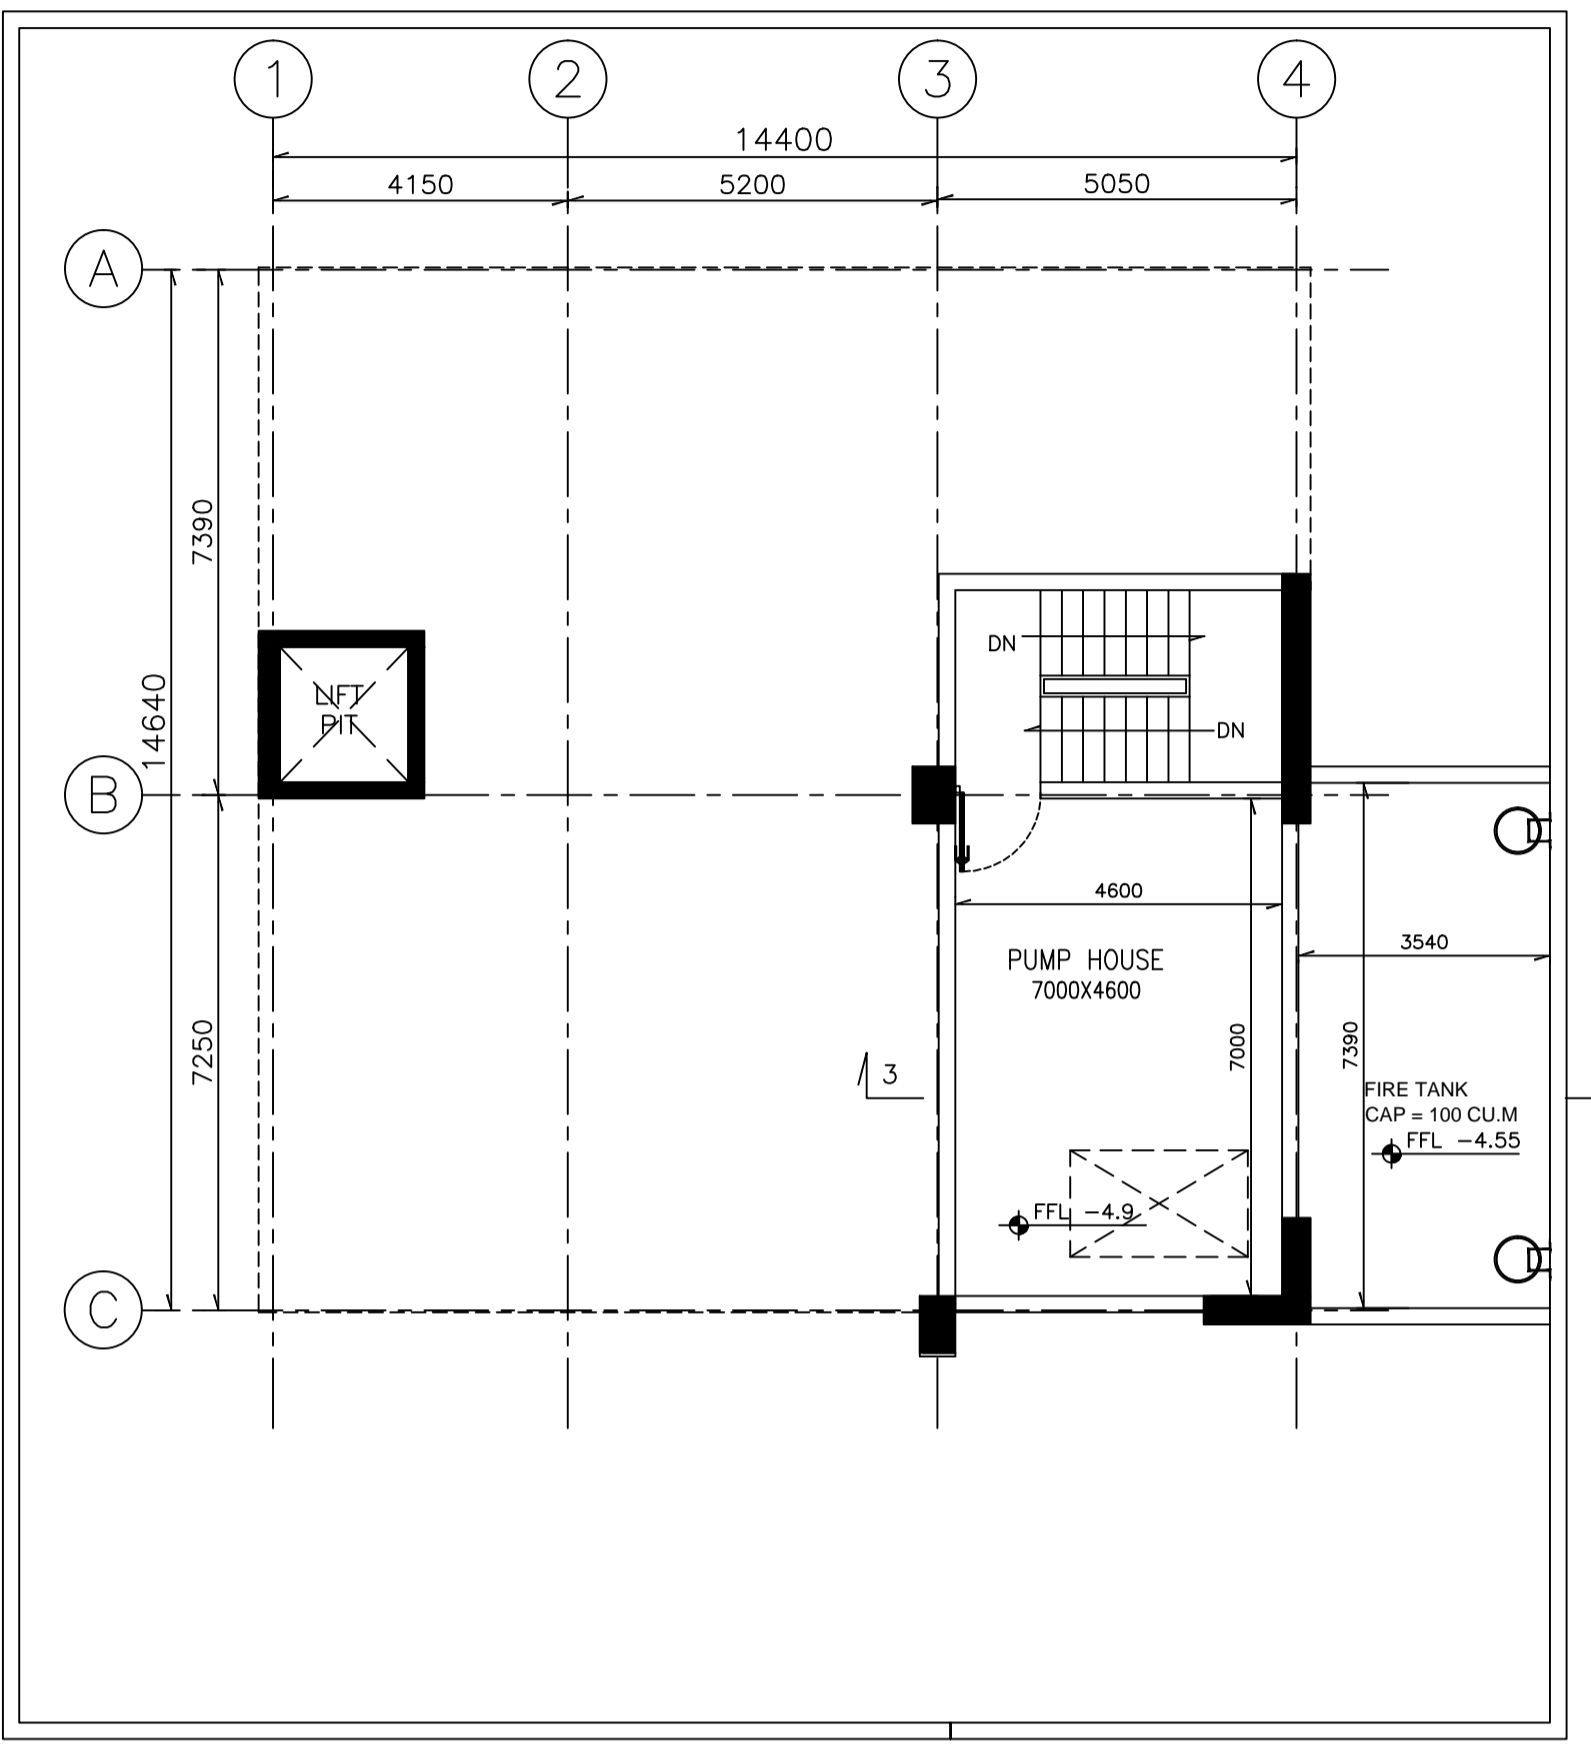 1
2
3
4
14400
4150
5200
5050
A
7390
14640
LIFT
PIT
DN
DN
B
4600
PUMP HOUSE
7000X4600
3540
7250
3
7000
7390
FIRE TANK
CAP = 100 CU.M
FFL -4.55
FFL -4.9
C